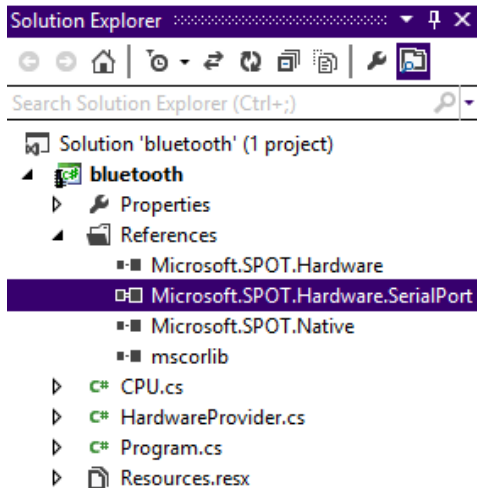 Solution Explorer
Search Solution Explorer (Ctrl+;)
Solution 'bluetooth' (1 project)
bluetooth
Properties
References
Microsoft.SPOT.Hardware
Microsoft.SPOT.Hardware.SerialPort
Microsoft.SPOT.Native
mscorlib
C# CPU.cs
C# HardwareProvider.cs
C# Program.cs
Resources.resx